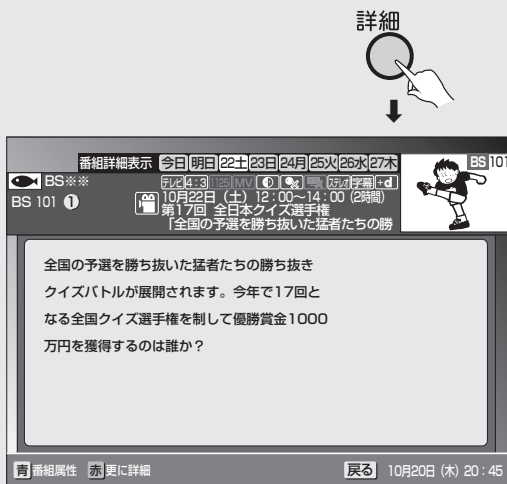 詳細
番組詳細表示 今日 明日 22土 23日 24月 25火 26水 27木
BS 101
BS※※
テレビ 4:3 1125i MV ステレオ 字幕 +d
BS 101 ❶
10月22日(土)12:00~14:00(2時間)
第17回 全日本クイズ選手権
「全国の予選を勝ち抜いた猛者たちの勝
全国の予選を勝ち抜いた猛者たちの勝ち抜き
クイズバトルが展開されます。今年で17回と
なる全国クイズ選手権を制して優勝賞金1000
万円を獲得するのは誰か?
青 番組属性 赤 更に詳細
戻る 10月20日(木)20:45